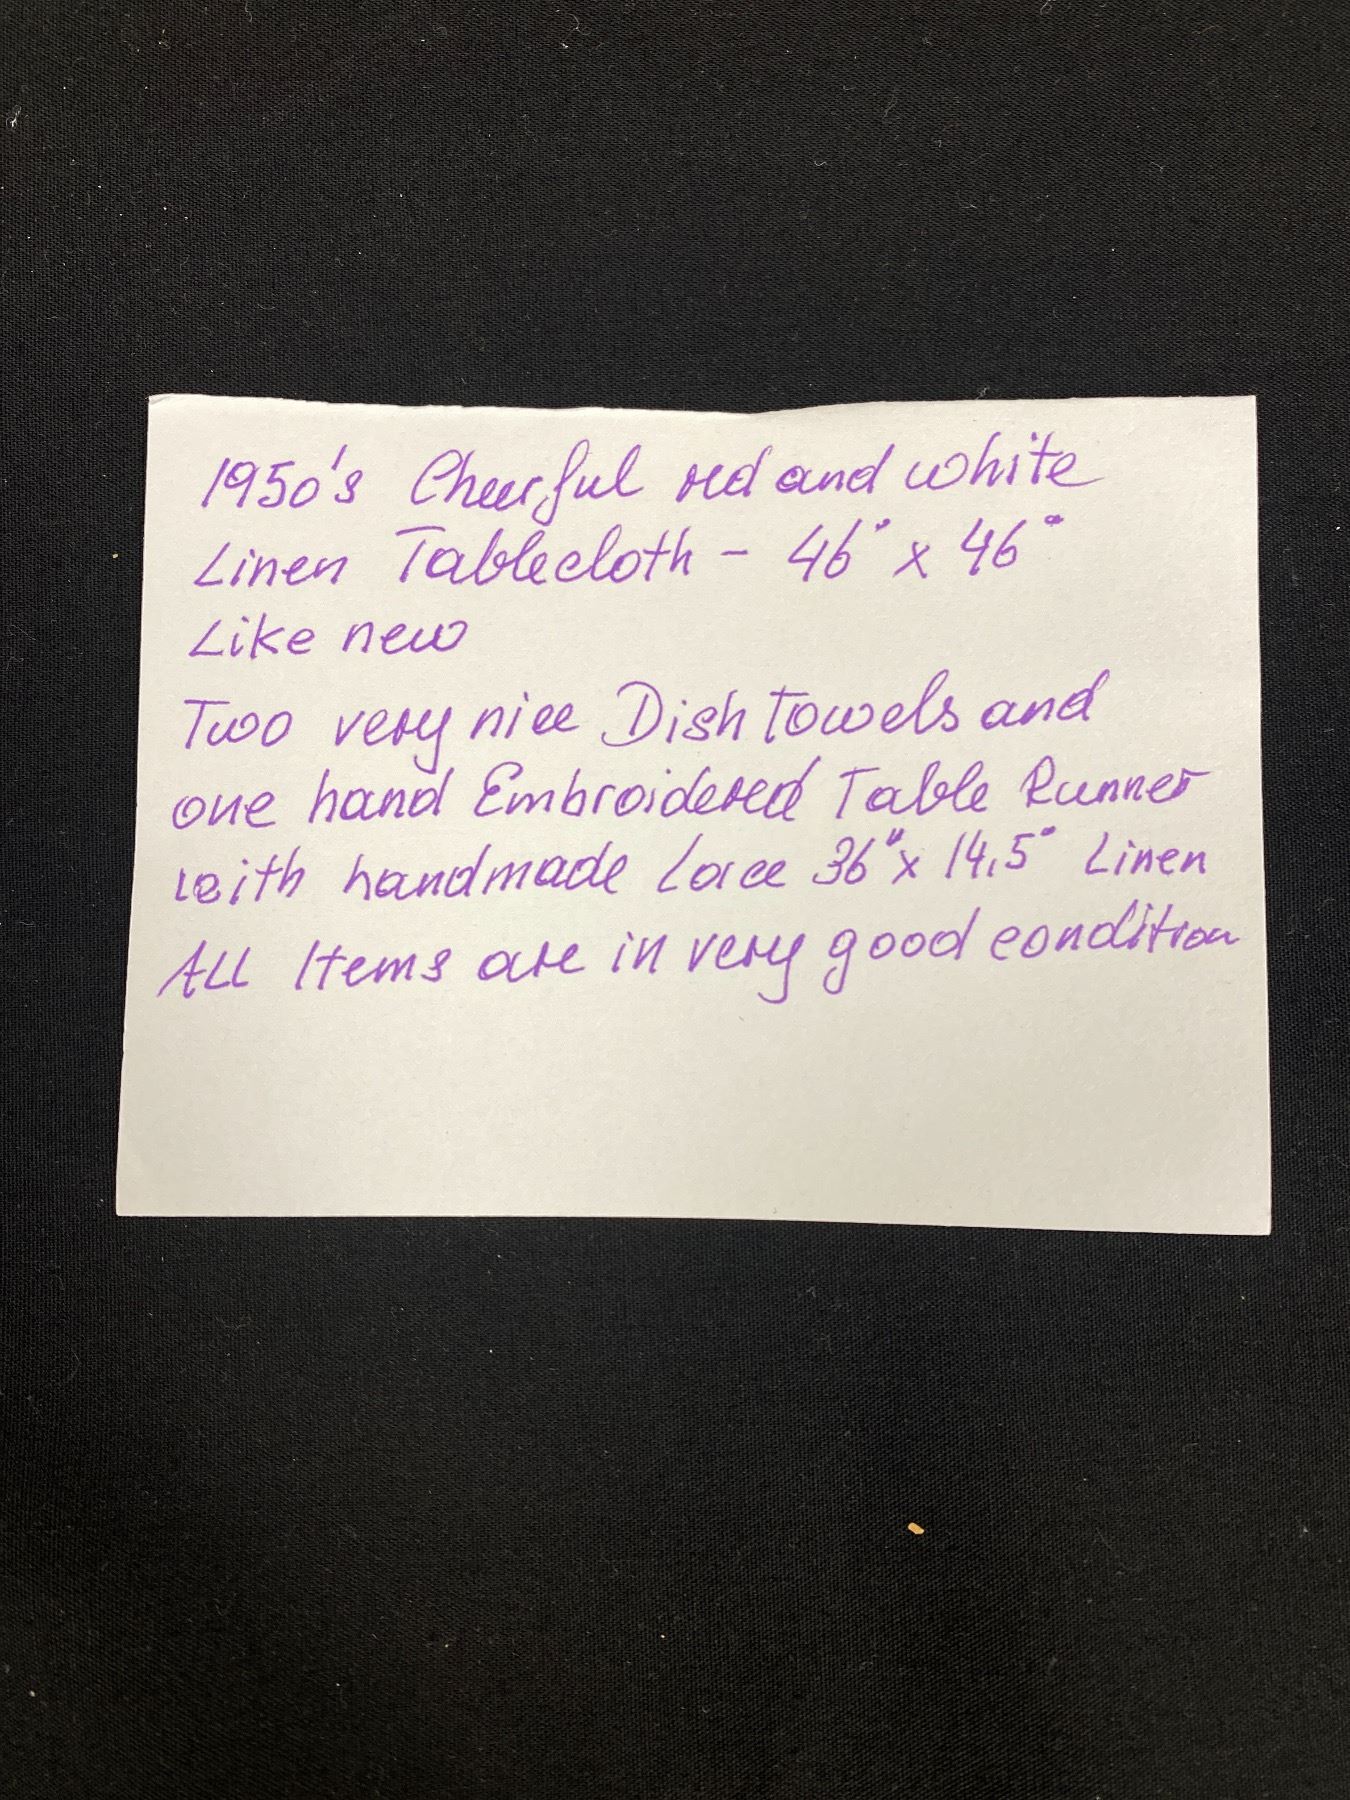 1950's Cheerful red and white
Linen Tablecloth - 46" x 46"
Like new
Two very nice Dish Towels and
one hand Embroidered Table Runner
with handmade Lace 36" x 14,5" Linen
ALL Items are in very good condition